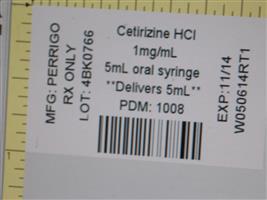 MFG: PERRIGO
RX ONLY
LOT: 4BK0766
Cetirizine HCl
1mg/mL
5mL oral syringe
**Delivers 5mL**
PDM: 1008
EXP:11/14
W050614RT1
1